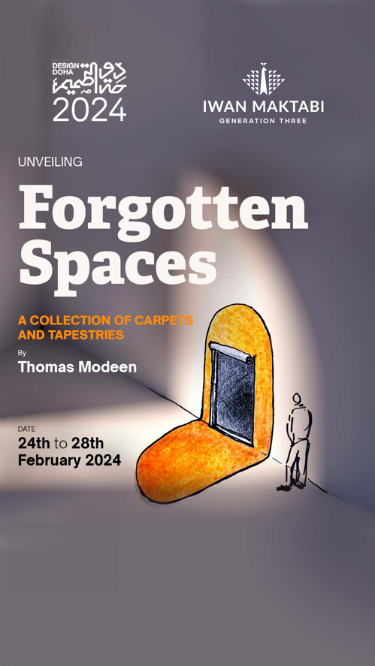 DESIGN
DOHA
2024
IWAN MAKTABI
GENERATION THREE
UNVEILING
Forgotten
Spaces
A COLLECTION OF CARPETS
AND TAPESTRIES
By
Thomas Modeen
DATE
24th to 28th
February 2024